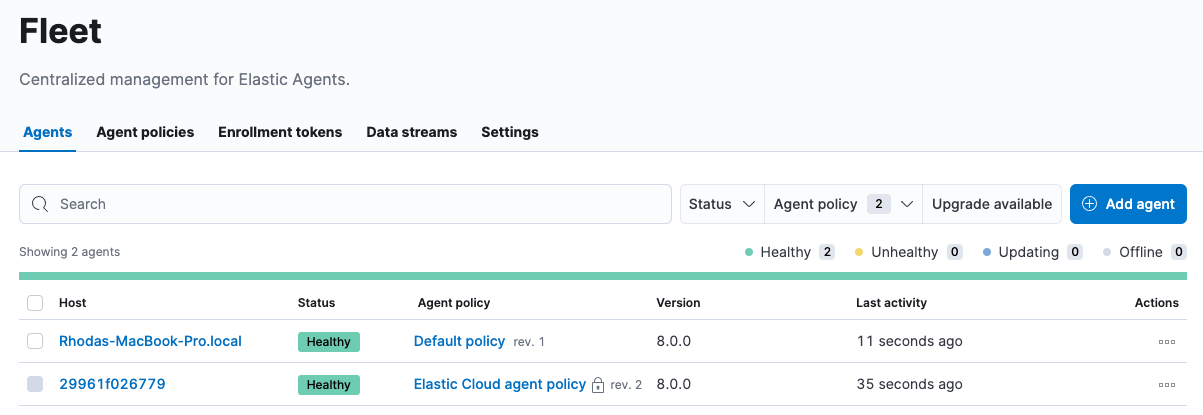 Fleet
Centralized management for Elastic Agents.
Agents Agent policies Enrollment tokens Data streams Settings
Search Status Agent policy 2 Upgrade available Add agent
Showing 2 agents Healthy 2 Unhealthy 0 Updating 0 Offline 0
Host Status Agent policy Version Last activity Actions
Rhodas-MacBook-Pro.local Healthy Default policy rev. 1 8.0.0 11 seconds ago
29961f026779 Healthy Elastic Cloud agent policy rev. 2 8.0.0 35 seconds ago